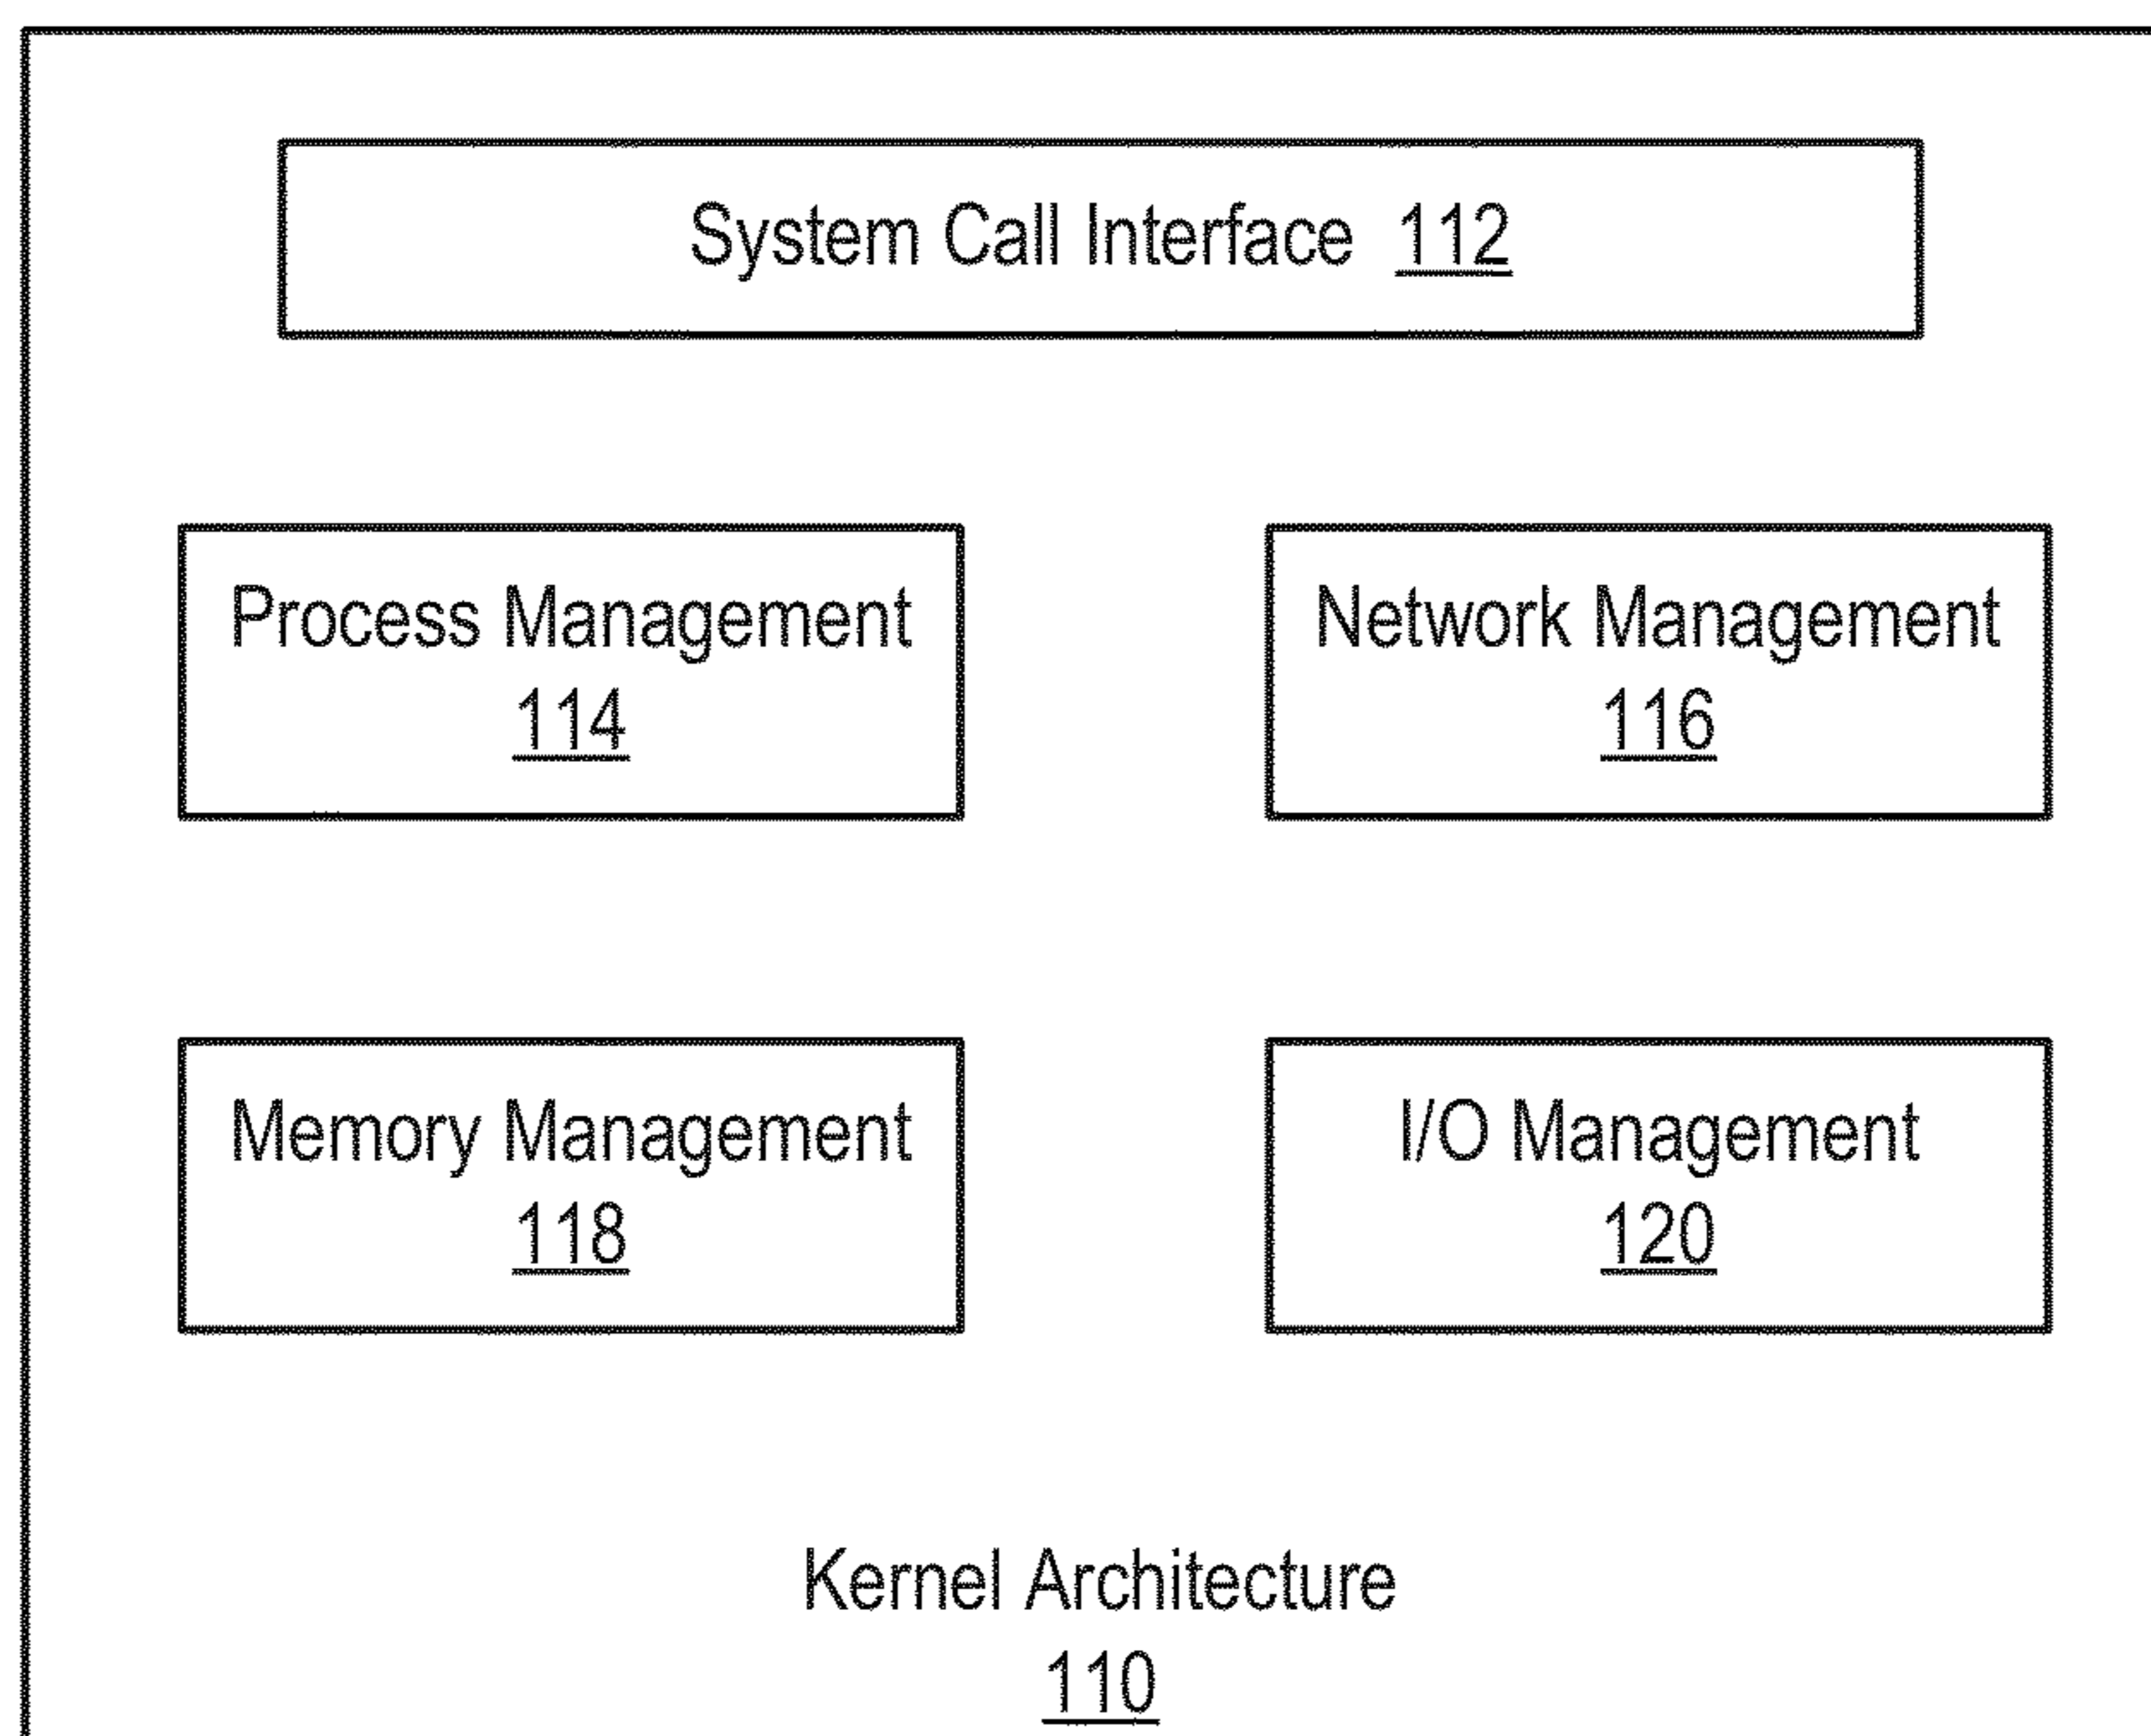 System Call Interface 112
Process Management
114
Network Management
116
Memory Management
118
I/O Management
120
Kernel Architecture
110